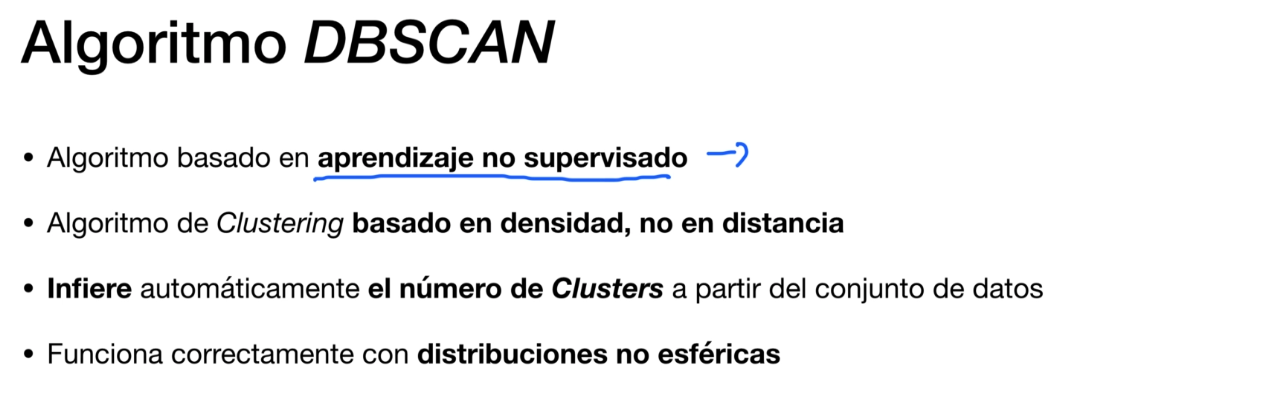 Algoritmo DBSCAN
• Algoritmo basado en aprendizaje no supervisado →
• Algoritmo de Clustering basado en densidad, no en distancia
• Infiere automáticamente el número de Clusters a partir del conjunto de datos
• Funciona correctamente con distribuciones no esféricas